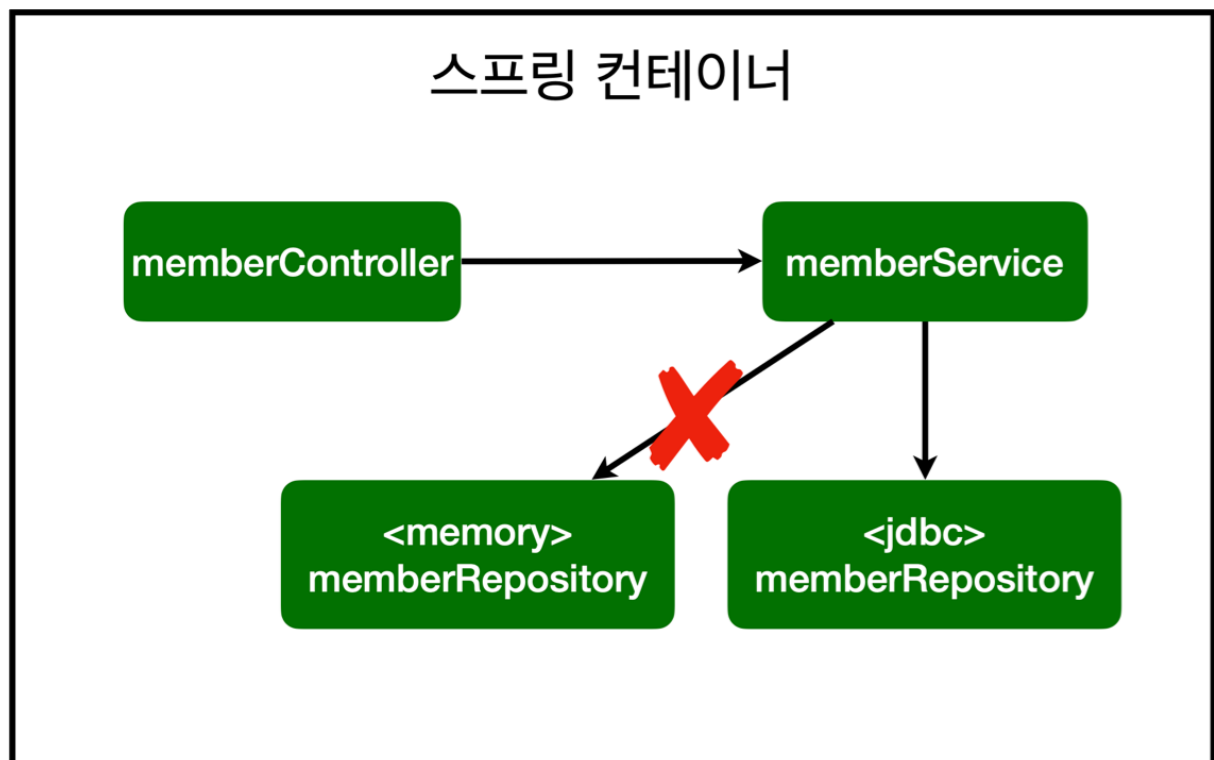 스프링 컨테이너
memberController
memberService
<memory>
memberRepository
<jdbc>
memberRepository